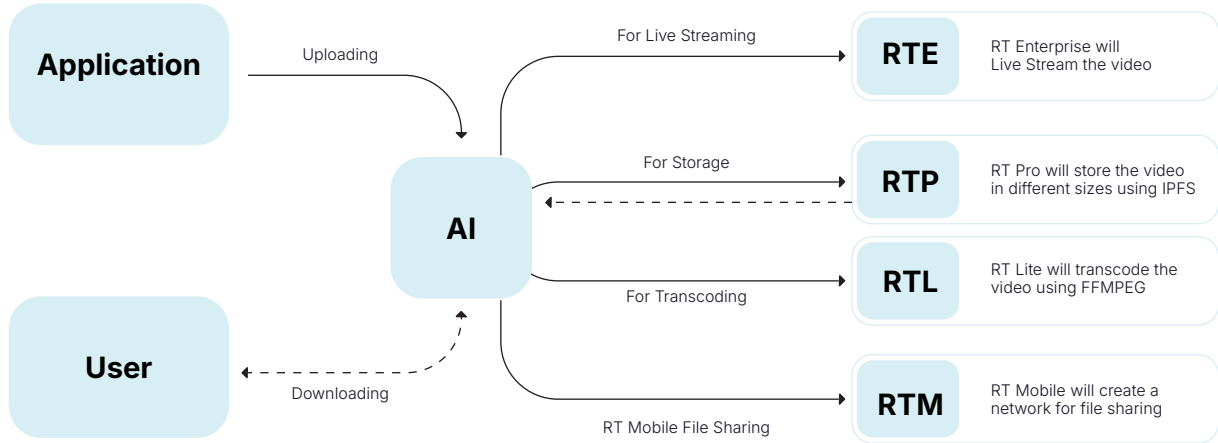 Application
Uploading
For Live Streaming
RTE
RT Enterprise will
Live Stream the video
For Storage
RTP
RT Pro will store the video
in different sizes using IPFS
AI
RTL
RT Lite will transcode the
video using FFMPEG
For Transcoding
User
Downloading
RT Mobile File Sharing
RTM
RT Mobile will create a
network for file sharing